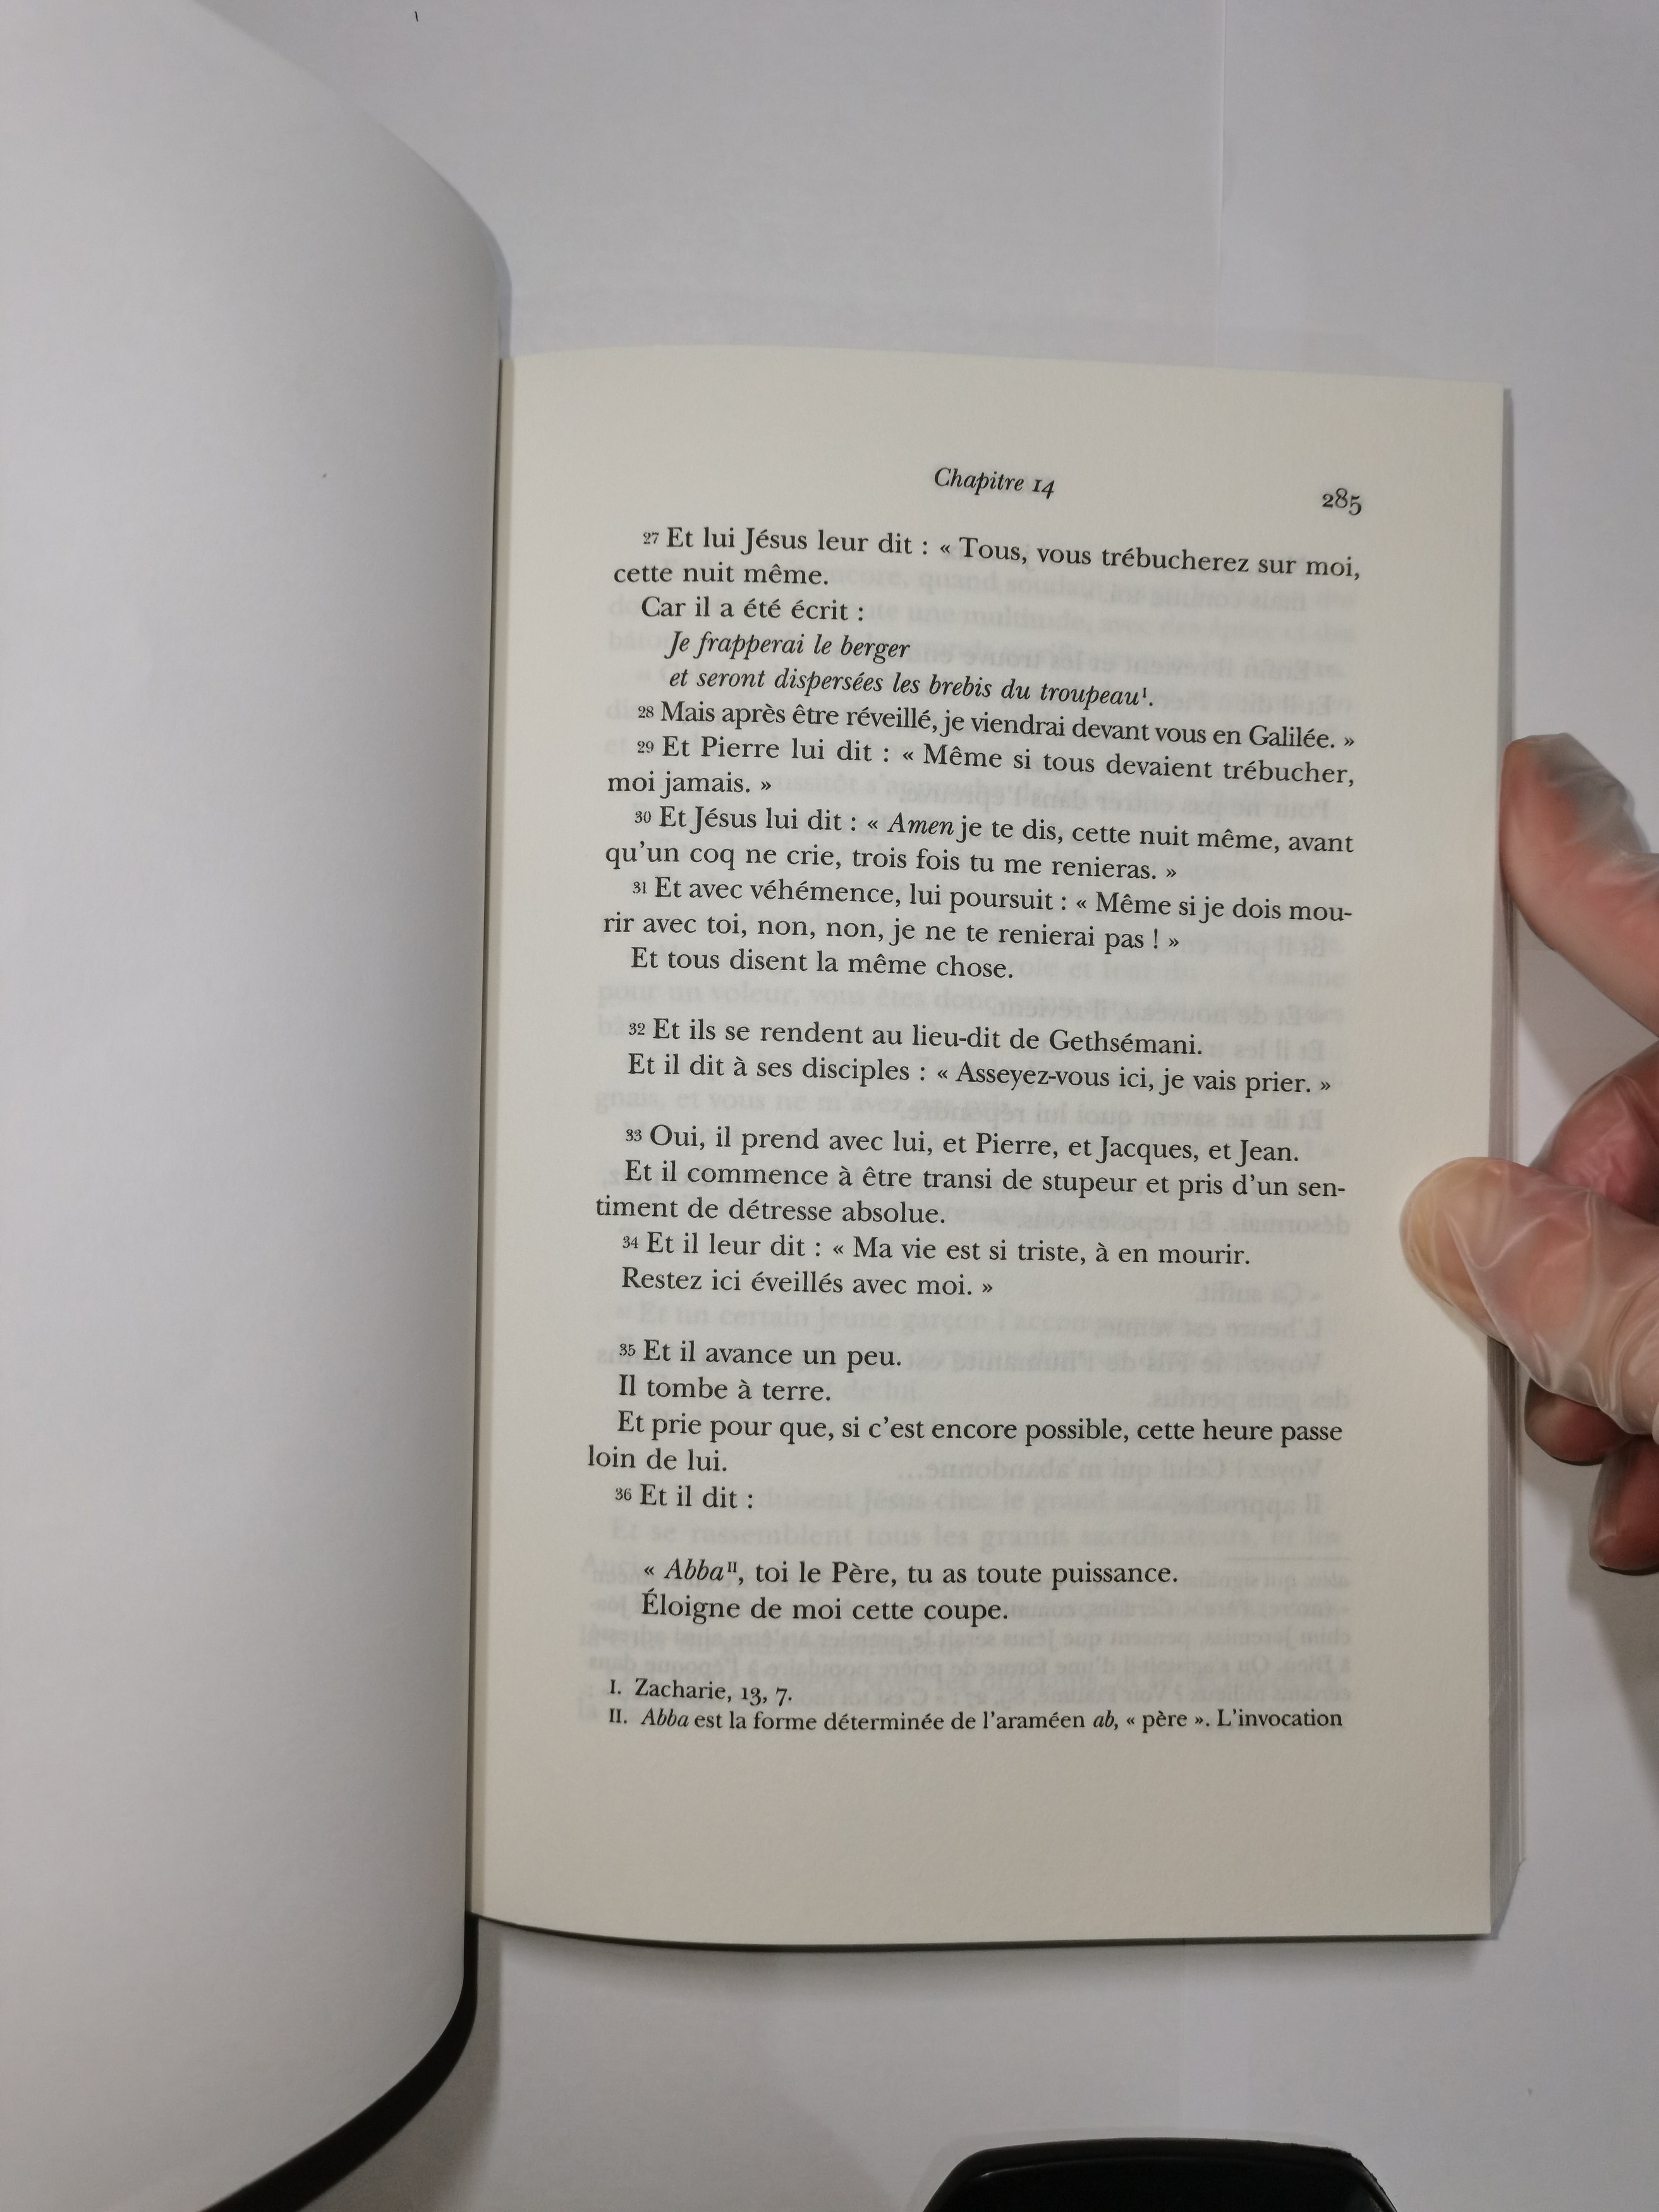 Chapitre 14
285
27 Et lui Jésus leur dit : « Tous, vous trébucherez sur moi,
cette nuit même.
Car il a été écrit :
Je frapperai le berger
et seront dispersées les brebis du troupeauI.
28 Mais après être réveillé, je viendrai devant vous en Galilée. »
29 Et Pierre lui dit : « Même si tous devaient trébucher,
moi jamais. »
30 Et Jésus lui dit : « Amen je te dis, cette nuit même, avant
qu'un coq ne crie, trois fois tu me renieras. »
31 Et avec véhémence, lui poursuit : « Même si je dois mou-
rir avec toi, non, non, je ne te renierai pas ! »
Et tous disent la même chose.
32 Et ils se rendent au lieu-dit de Gethsémani.
Et il dit à ses disciples : « Asseyez-vous ici, je vais prier. »
33 Oui, il prend avec lui, et Pierre, et Jacques, et Jean.
Et il commence à être transi de stupeur et pris d'un sen-
timent de détresse absolue.
34 Et il leur dit : « Ma vie est si triste, à en mourir.
Restez ici éveillés avec moi. »
35 Et il avance un peu.
Il tombe à terre.
Et prie pour que, si c'est encore possible, cette heure passe
loin de lui.
36 Et il dit :
« AbbaII, toi le Père, tu as toute puissance.
Éloigne de moi cette coupe.
I. Zacharie, 13, 7.
II. Abba est la forme déterminée de l'araméen ab, « père ». L'invocation